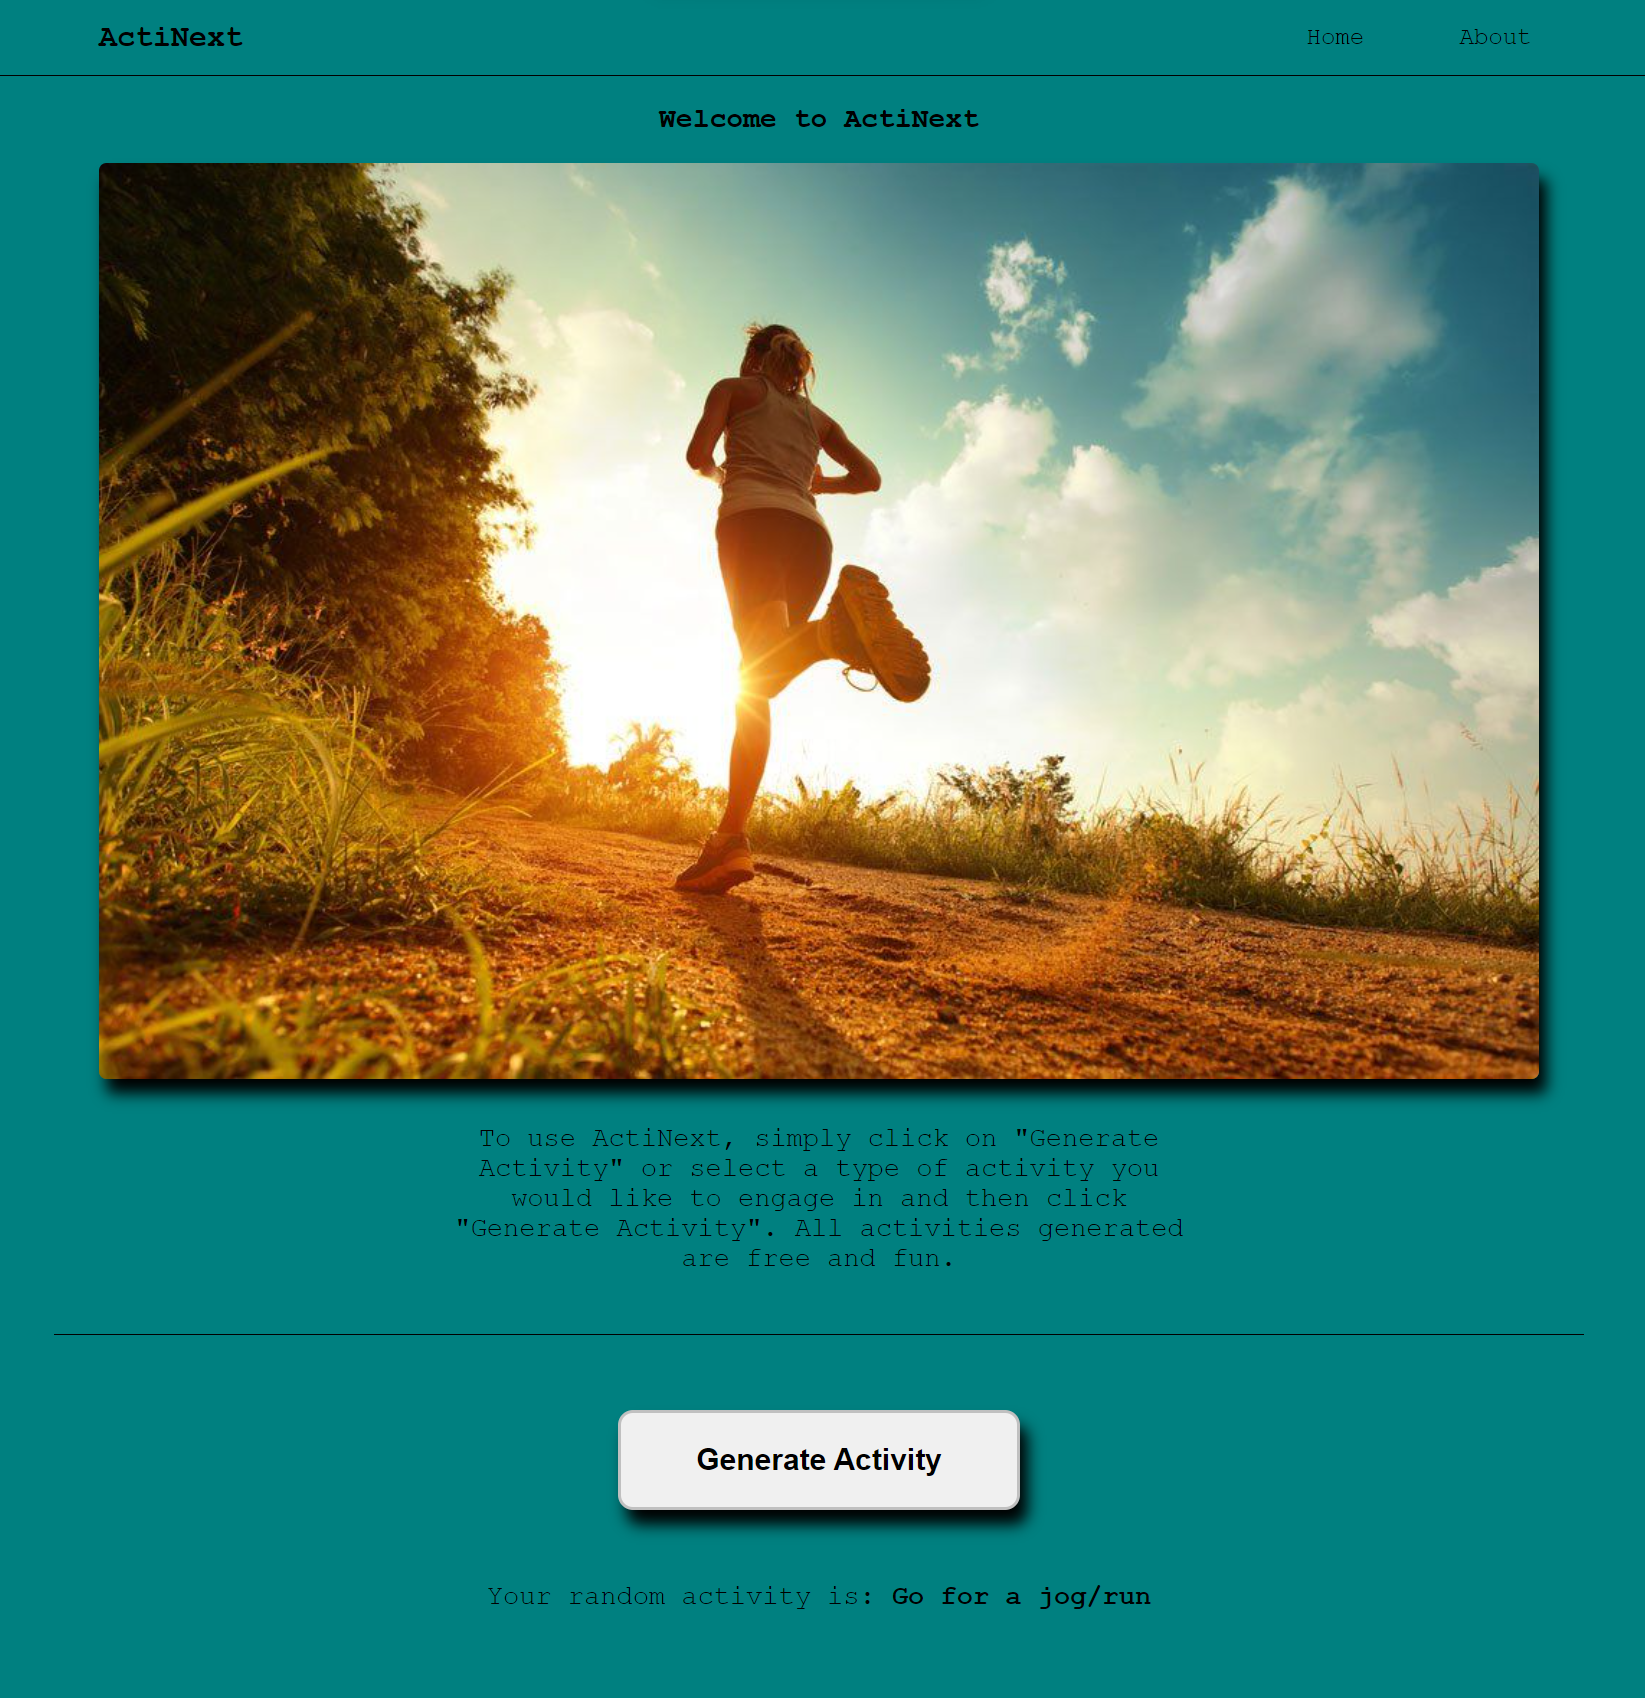 ActiNext
Home
About
Welcome to ActiNext
To use ActiNext, simply click on "Generate
Activity" or select a type of activity you
would like to engage in and then click
"Generate Activity". All activities generated
are free and fun.
Generate Activity
Your random activity is: Go for a jog/run